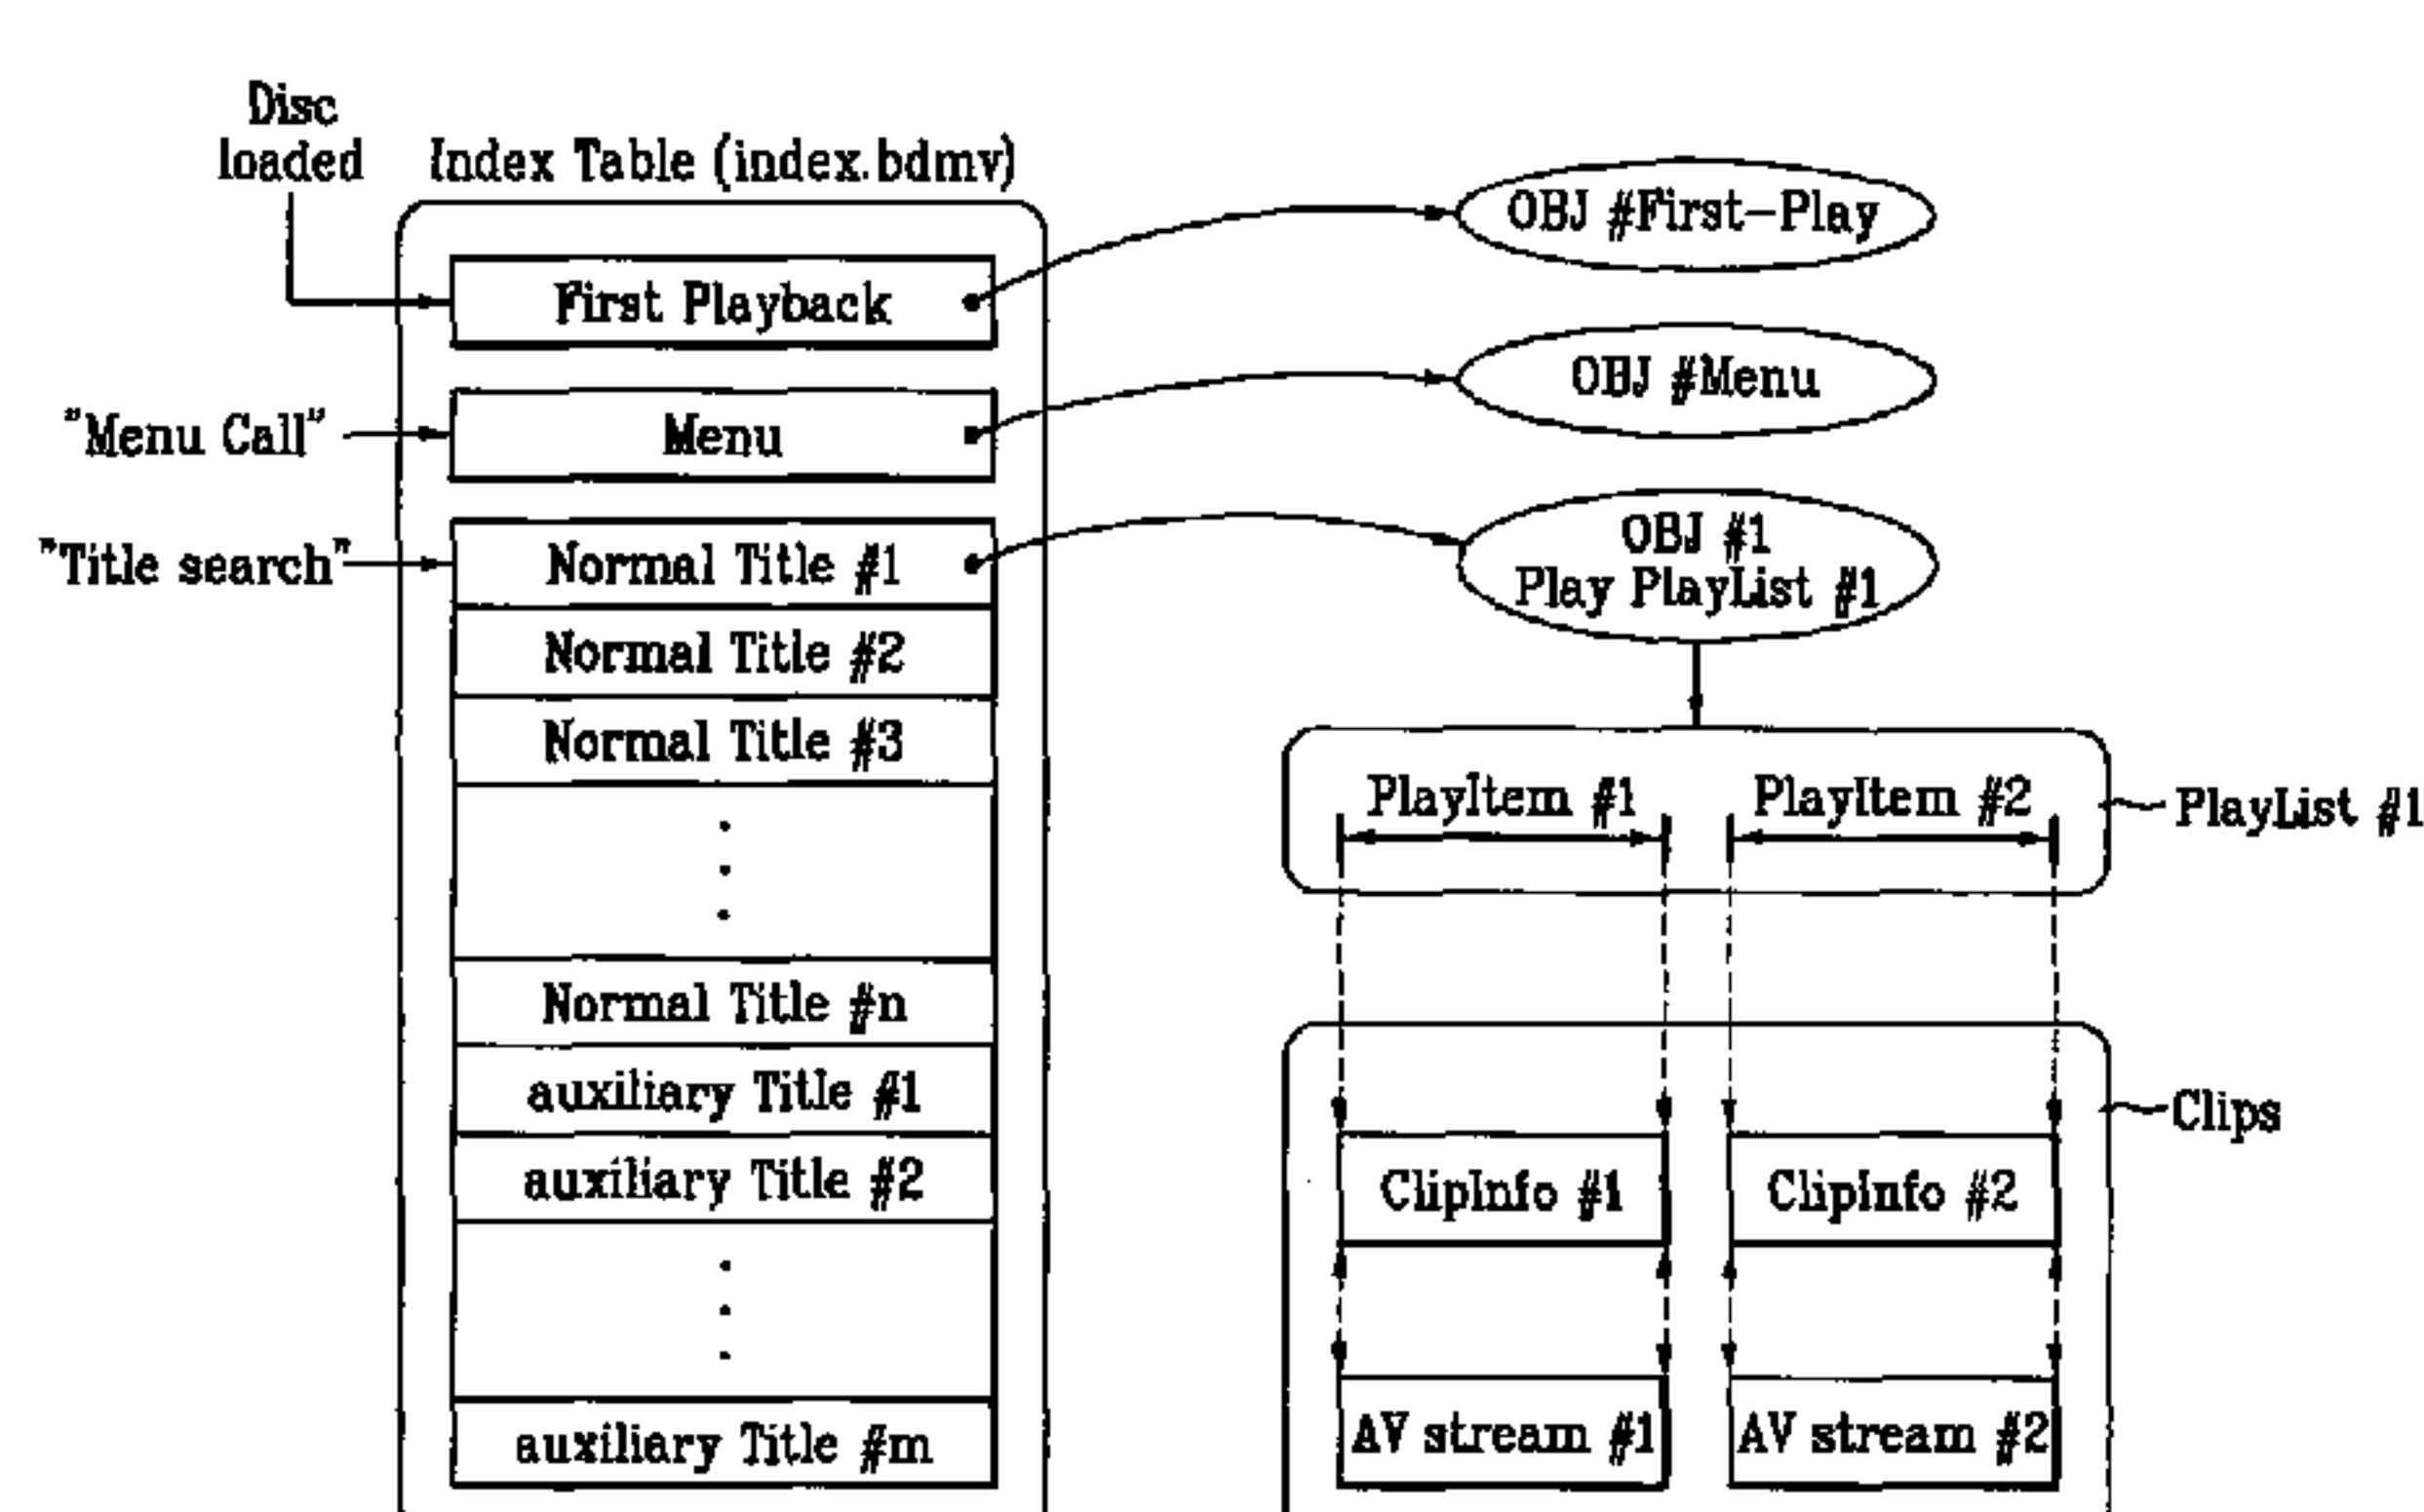 Disc
loaded
Index Table (index.bdmv)
First Playback
"Menu Call"
Menu
"Title search"
Normal Title #1
Normal Title #2
Normal Title #3
Normal Title #n
auxiliary Title #1
auxiliary Title #2
auxiliary Title #m
OBJ #First-Play
OBJ #Menu
OBJ #1
Play PlayList #1
PlayItem #1
PlayItem #2
PlayList #1
Clips
ClipInfo #1
ClipInfo #2
AV stream #1
AV stream #2